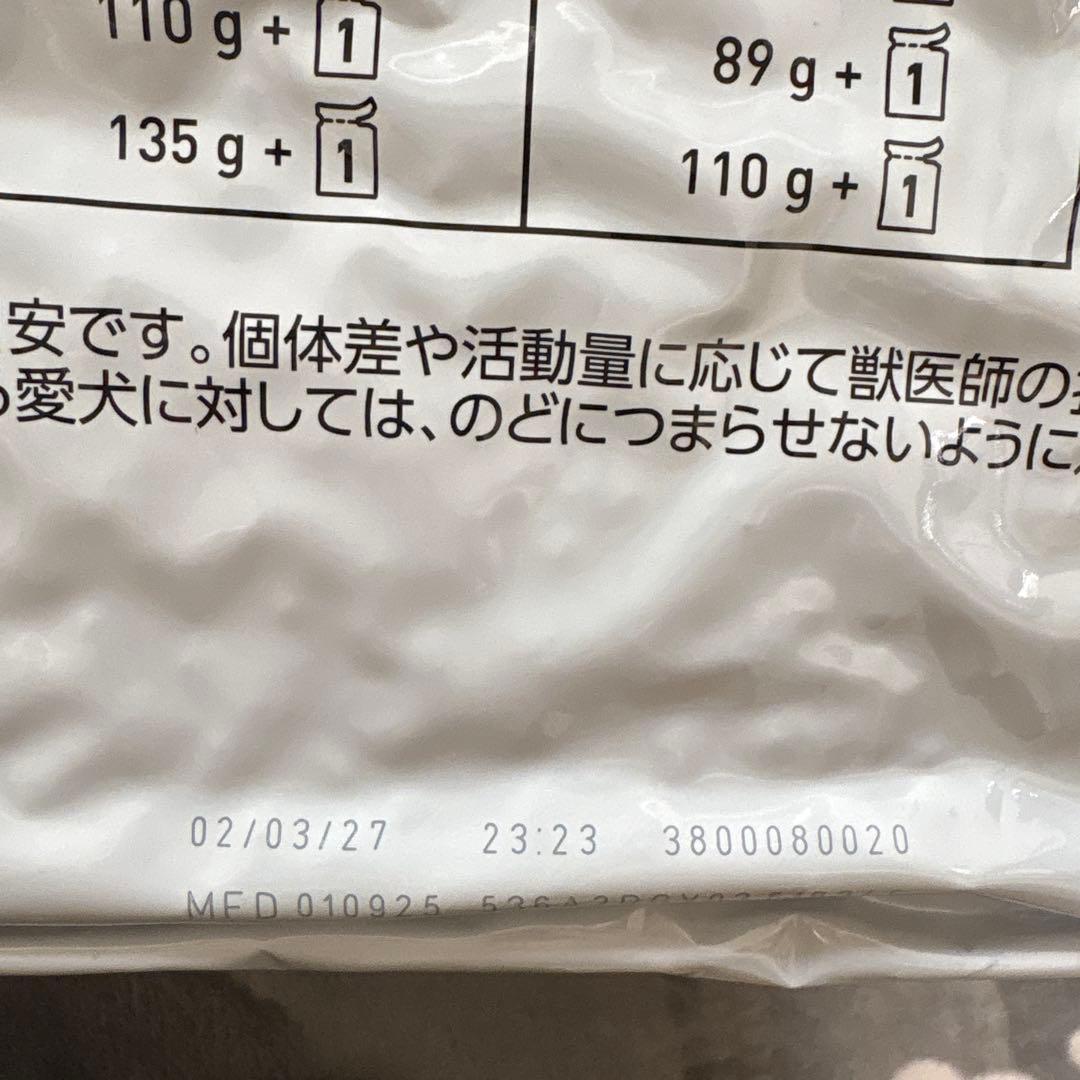 110 g + 1
89 g + 1
135 g + 1
110 g + 1
安です。個体差や活動量に応じて獣医師の
愛犬に対しては、のどにつまらせないように
02/03/27 23:23 3800080020
MFD 010925